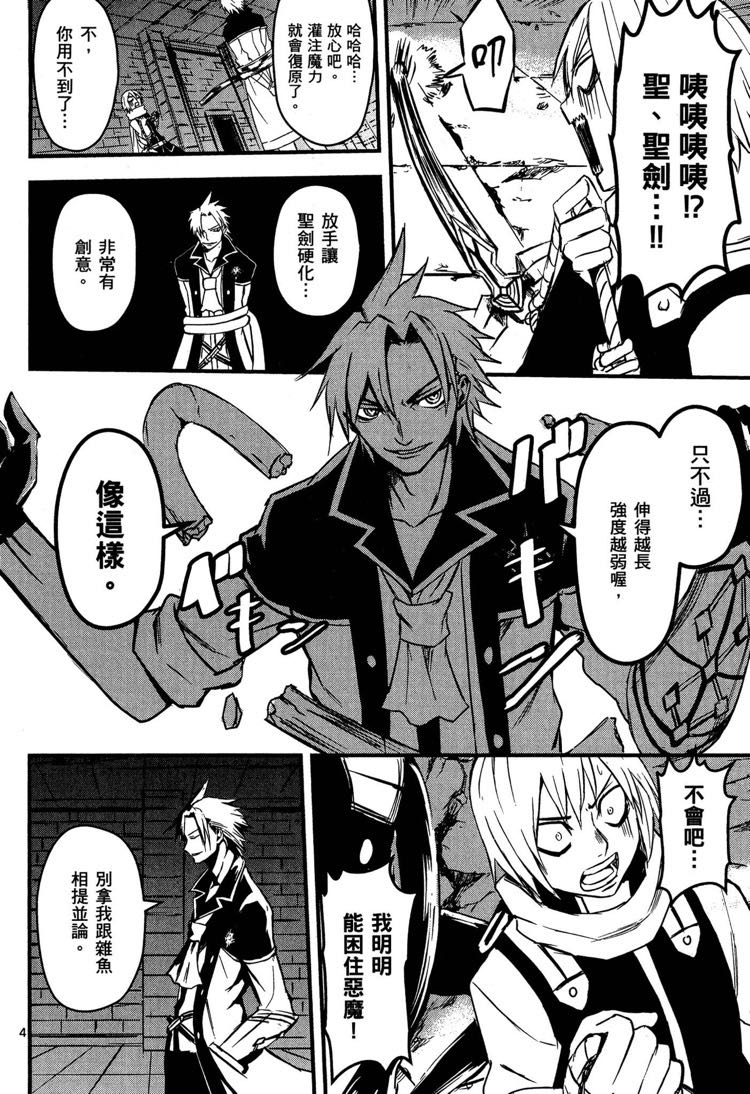 咦咦咦咦!?
聖、聖劍…!!
叩
哈哈哈…
放心吧。
灌注魔力
就會復原了。
不，
你用不到了…
放手讓
聖劍硬化…
非常有
創意。
只不過…
伸得越長
強度越弱喔，
像這樣。
不會吧…
我明明
能困住惡魔！
別拿我跟雜魚
相提並論。
4